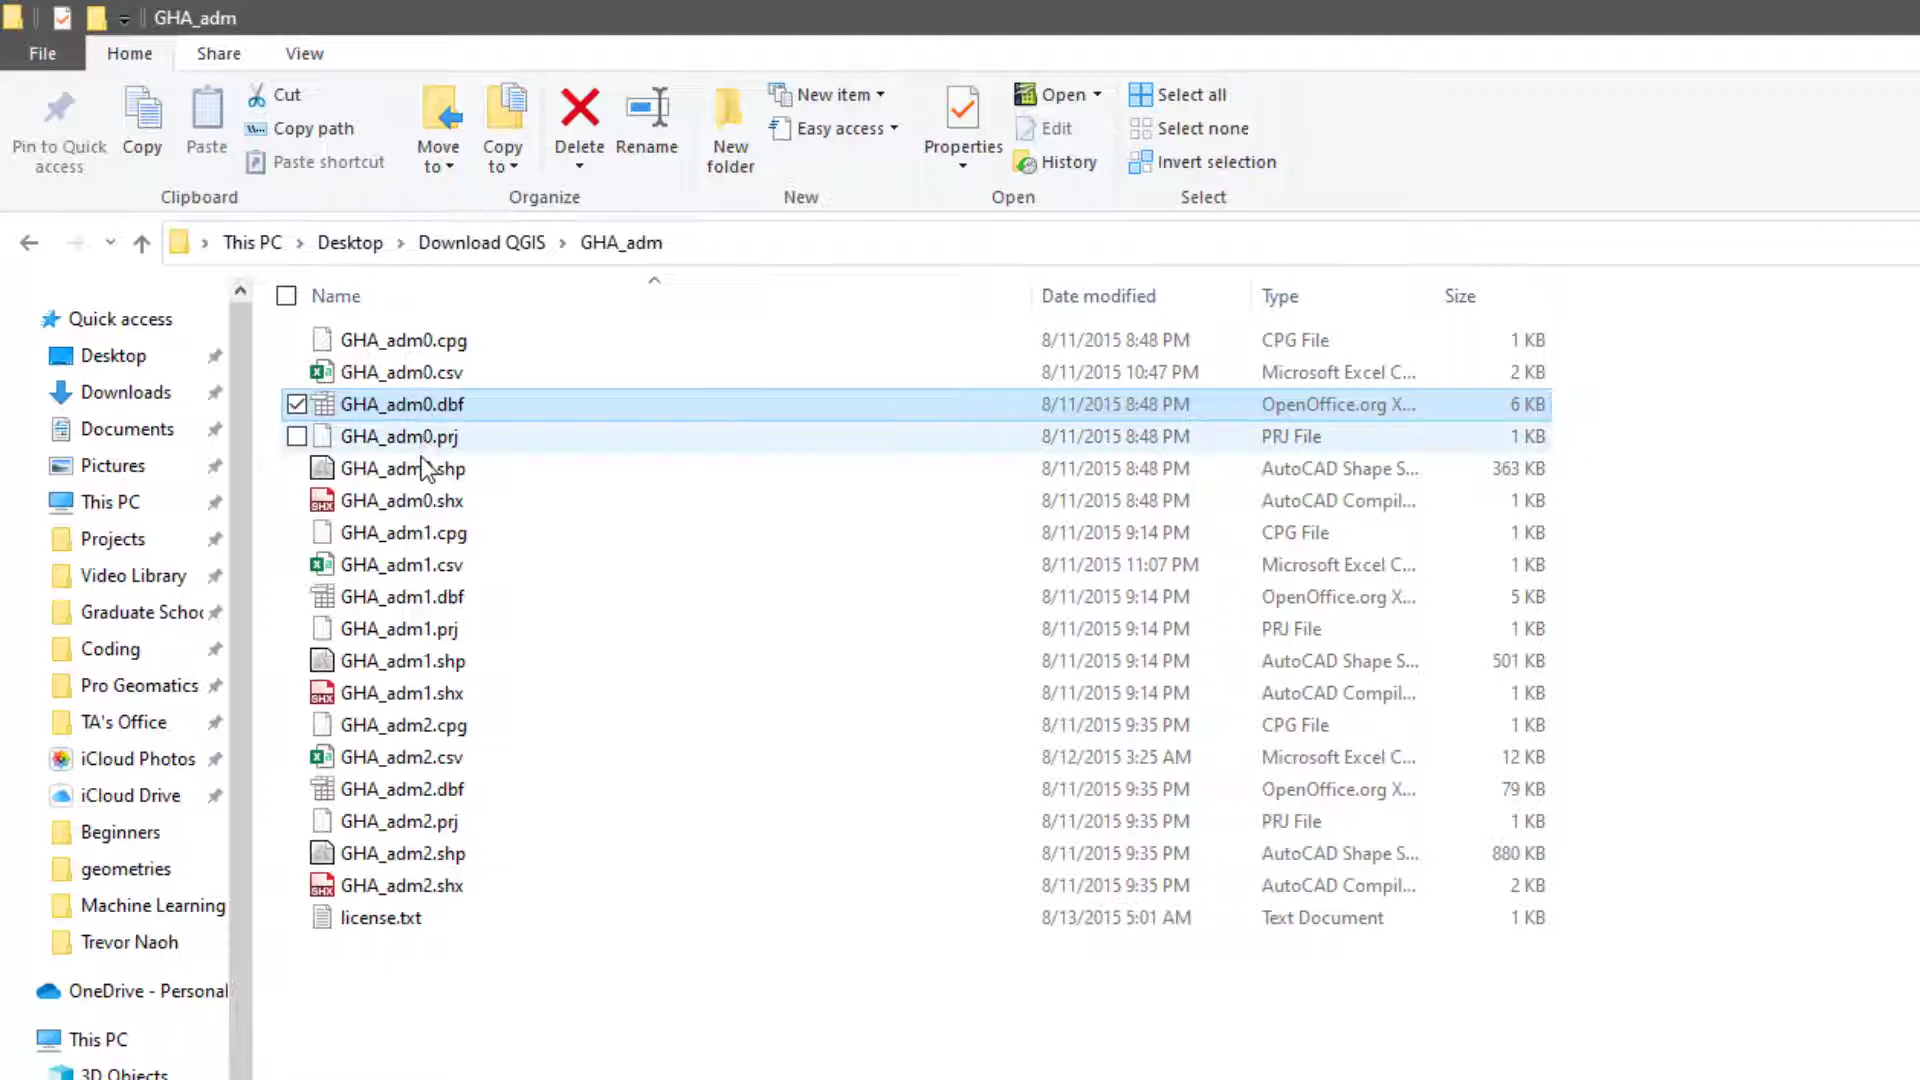 GHA_adm
File Home Share View
Pin to Quick access
Copy
Paste
Cut
Copy path
Paste shortcut
Clipboard
Move to
Copy to
Delete
Rename
Organize
New folder
New item
Easy access
New
Properties
Open
Edit
History
Open
Select all
Select none
Invert selection
Select
This PC > Desktop > Download QGIS > GHA_adm
Quick access
Desktop
Downloads
Documents
Pictures
This PC
Projects
Video Library
Graduate Schoo
Coding
Pro Geomatics
TA's Office
iCloud Photos
iCloud Drive
Beginners
geometries
Machine Learning
Trevor Naoh
OneDrive - Personal
This PC
3D Objects
Name Date modified Type Size
GHA_adm0.cpg 8/11/2015 8:48 PM CPG File 1 KB
GHA_adm0.csv 8/11/2015 10:47 PM Microsoft Excel C... 2 KB
GHA_adm0.dbf 8/11/2015 8:48 PM OpenOffice.org X... 6 KB
GHA_adm0.prj 8/11/2015 8:48 PM PRJ File 1 KB
GHA_adm0.shp 8/11/2015 8:48 PM AutoCAD Shape S... 363 KB
GHA_adm0.shx 8/11/2015 8:48 PM AutoCAD Compil... 1 KB
GHA_adm1.cpg 8/11/2015 9:14 PM CPG File 1 KB
GHA_adm1.csv 8/11/2015 11:07 PM Microsoft Excel C... 1 KB
GHA_adm1.dbf 8/11/2015 9:14 PM OpenOffice.org X... 5 KB
GHA_adm1.prj 8/11/2015 9:14 PM PRJ File 1 KB
GHA_adm1.shp 8/11/2015 9:14 PM AutoCAD Shape S... 501 KB
GHA_adm1.shx 8/11/2015 9:14 PM AutoCAD Compil... 1 KB
GHA_adm2.cpg 8/11/2015 9:35 PM CPG File 1 KB
GHA_adm2.csv 8/12/2015 3:25 AM Microsoft Excel C... 12 KB
GHA_adm2.dbf 8/11/2015 9:35 PM OpenOffice.org X... 79 KB
GHA_adm2.prj 8/11/2015 9:35 PM PRJ File 1 KB
GHA_adm2.shp 8/11/2015 9:35 PM AutoCAD Shape S... 880 KB
GHA_adm2.shx 8/11/2015 9:35 PM AutoCAD Compil... 2 KB
license.txt 8/13/2015 5:01 AM Text Document 1 KB